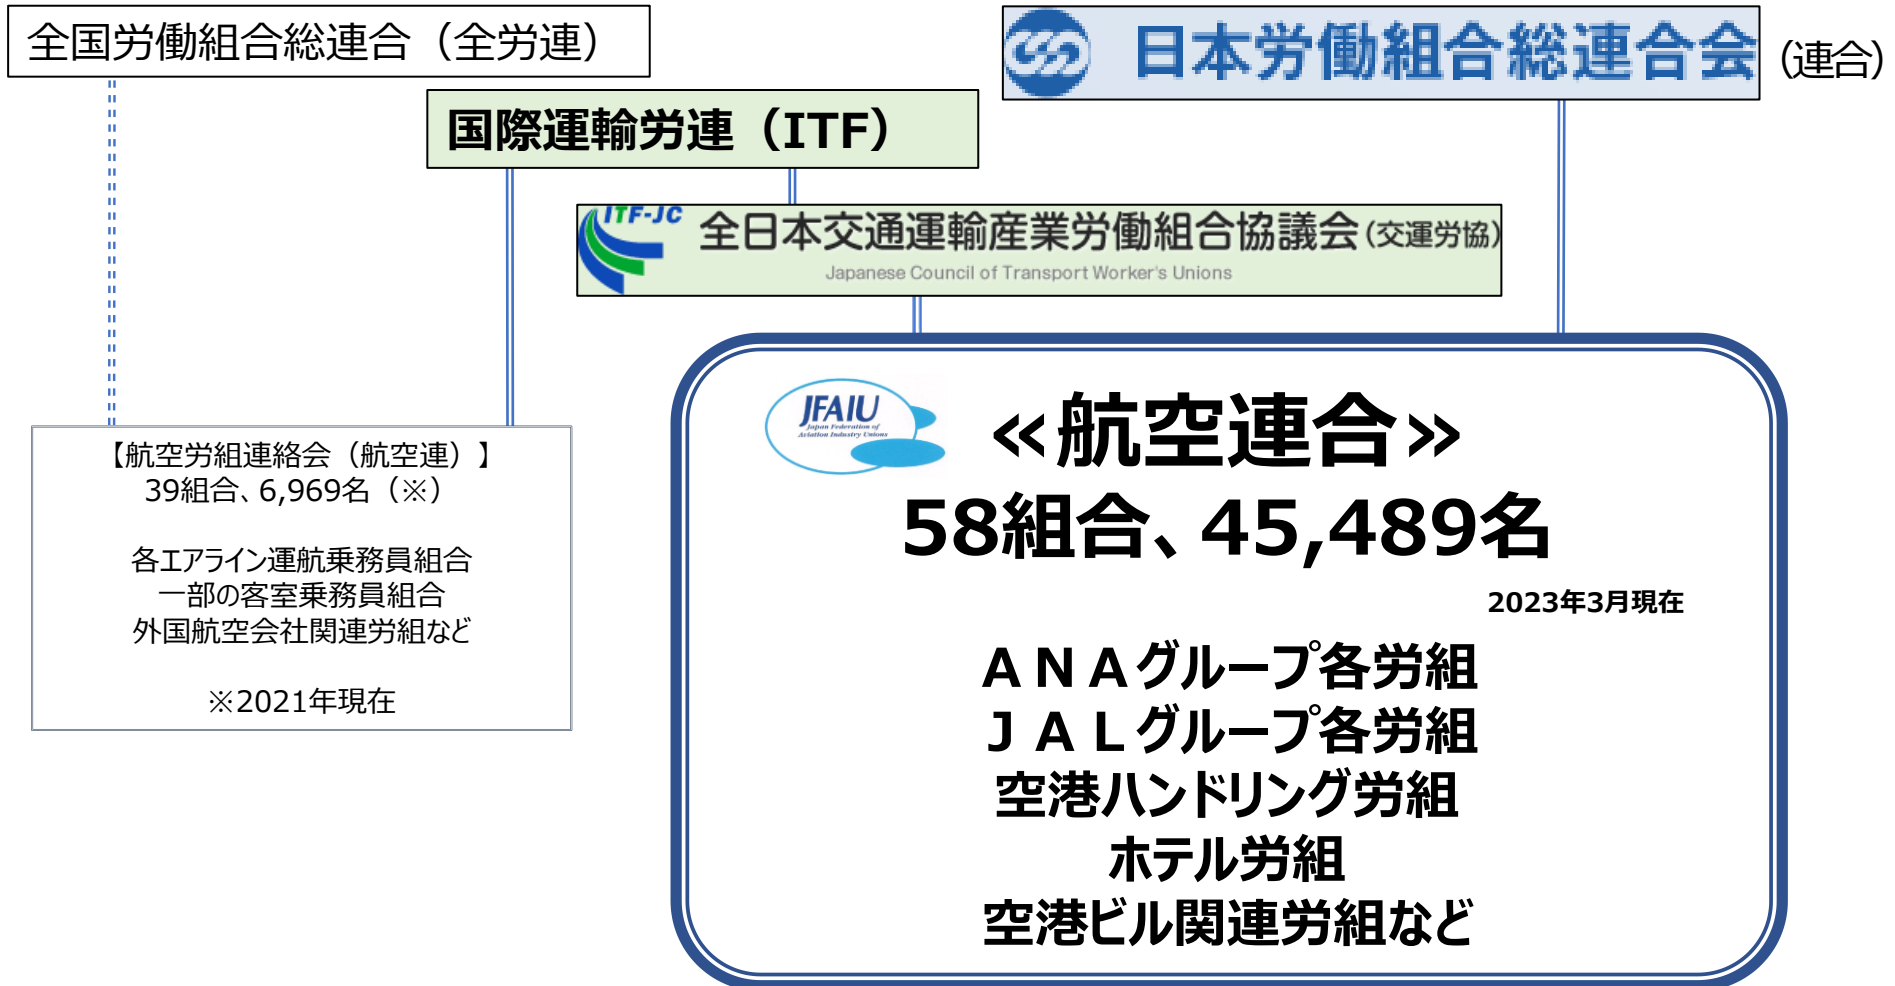 全国労働組合総連合（全労連）
日本労働組合総連合会（連合）
国際運輸労連（ITF）
ITF-JC
全日本交通運輸産業労働組合協議会(交運労協)
Japanese Council of Transport Worker's Unions
【航空労組連絡会（航空連）】
39組合、6,969名（※）
各エアライン運航乗務員組合
一部の客室乗務員組合
外国航空会社関連労組など
※2021年現在
JFAIU
Japan Federation of
Aviation Industry Unions
≪航空連合≫
58組合、45,489名
2023年3月現在
ＡＮＡグループ各労組
ＪＡＬグループ各労組
空港ハンドリング労組
ホテル労組
空港ビル関連労組など